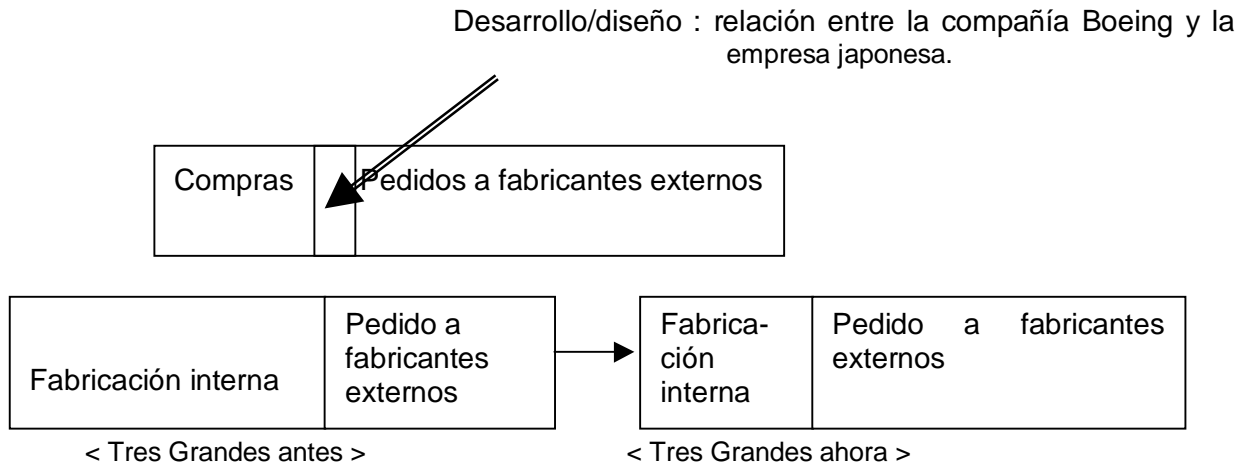 Desarrollo/diseño : relación entre la compañía Boeing y la
empresa japonesa.
Compras
Pedidos a fabricantes externos
Fabricación interna
Pedido a
fabricantes
externos
Fabrica-
ción
interna
Pedido a fabricantes
externos
< Tres Grandes antes >
< Tres Grandes ahora >